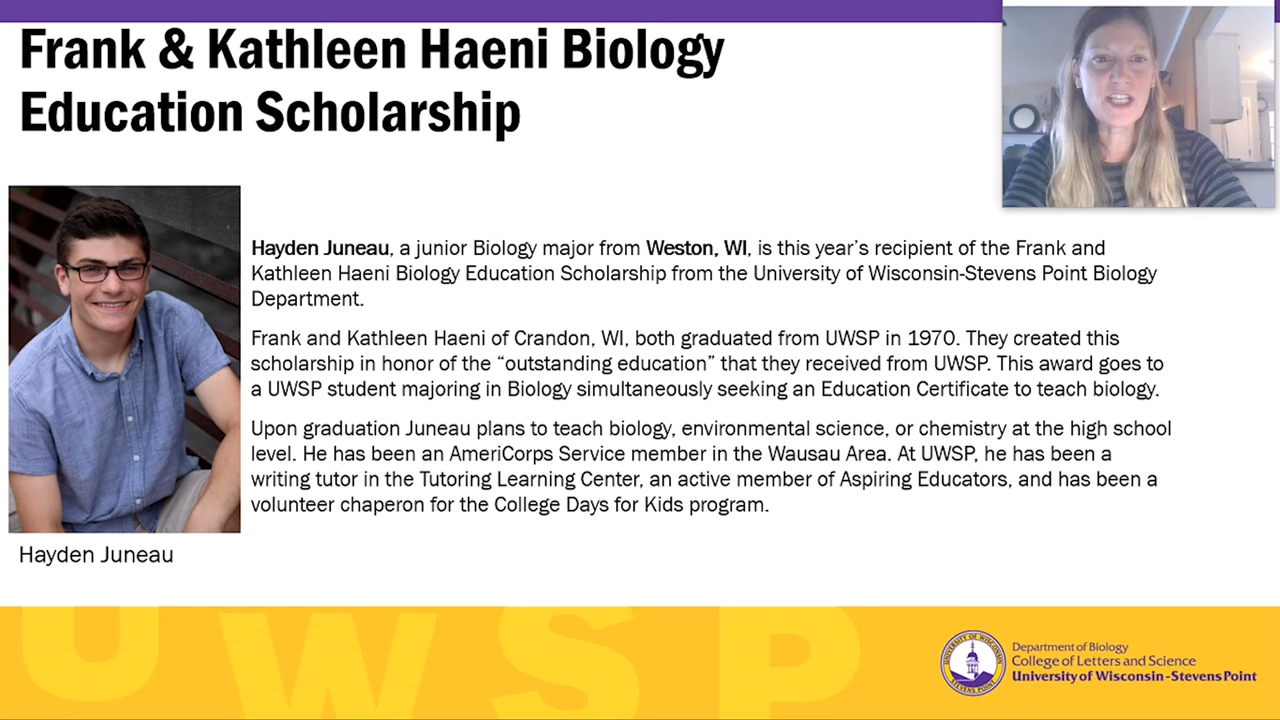 Frank & Kathleen Haeni Biology
Education Scholarship
Hayden Juneau, a junior Biology major from Weston, WI, is this year’s recipient of the Frank and
Kathleen Haeni Biology Education Scholarship from the University of Wisconsin-Stevens Point Biology
Department.
Frank and Kathleen Haeni of Crandon, WI, both graduated from UWSP in 1970. They created this
scholarship in honor of the “outstanding education” that they received from UWSP. This award goes to
a UWSP student majoring in Biology simultaneously seeking an Education Certificate to teach biology.
Upon graduation Juneau plans to teach biology, environmental science, or chemistry at the high school
level. He has been an AmeriCorps Service member in the Wausau Area. At UWSP, he has been a
writing tutor in the Tutoring Learning Center, an active member of Aspiring Educators, and has been a
volunteer chaperon for the College Days for Kids program.
Hayden Juneau
UWSP
UNIVERSITY OF WISCONSIN
STEVENS POINT
Department of Biology
College of Letters and Science
University of Wisconsin-Stevens Point